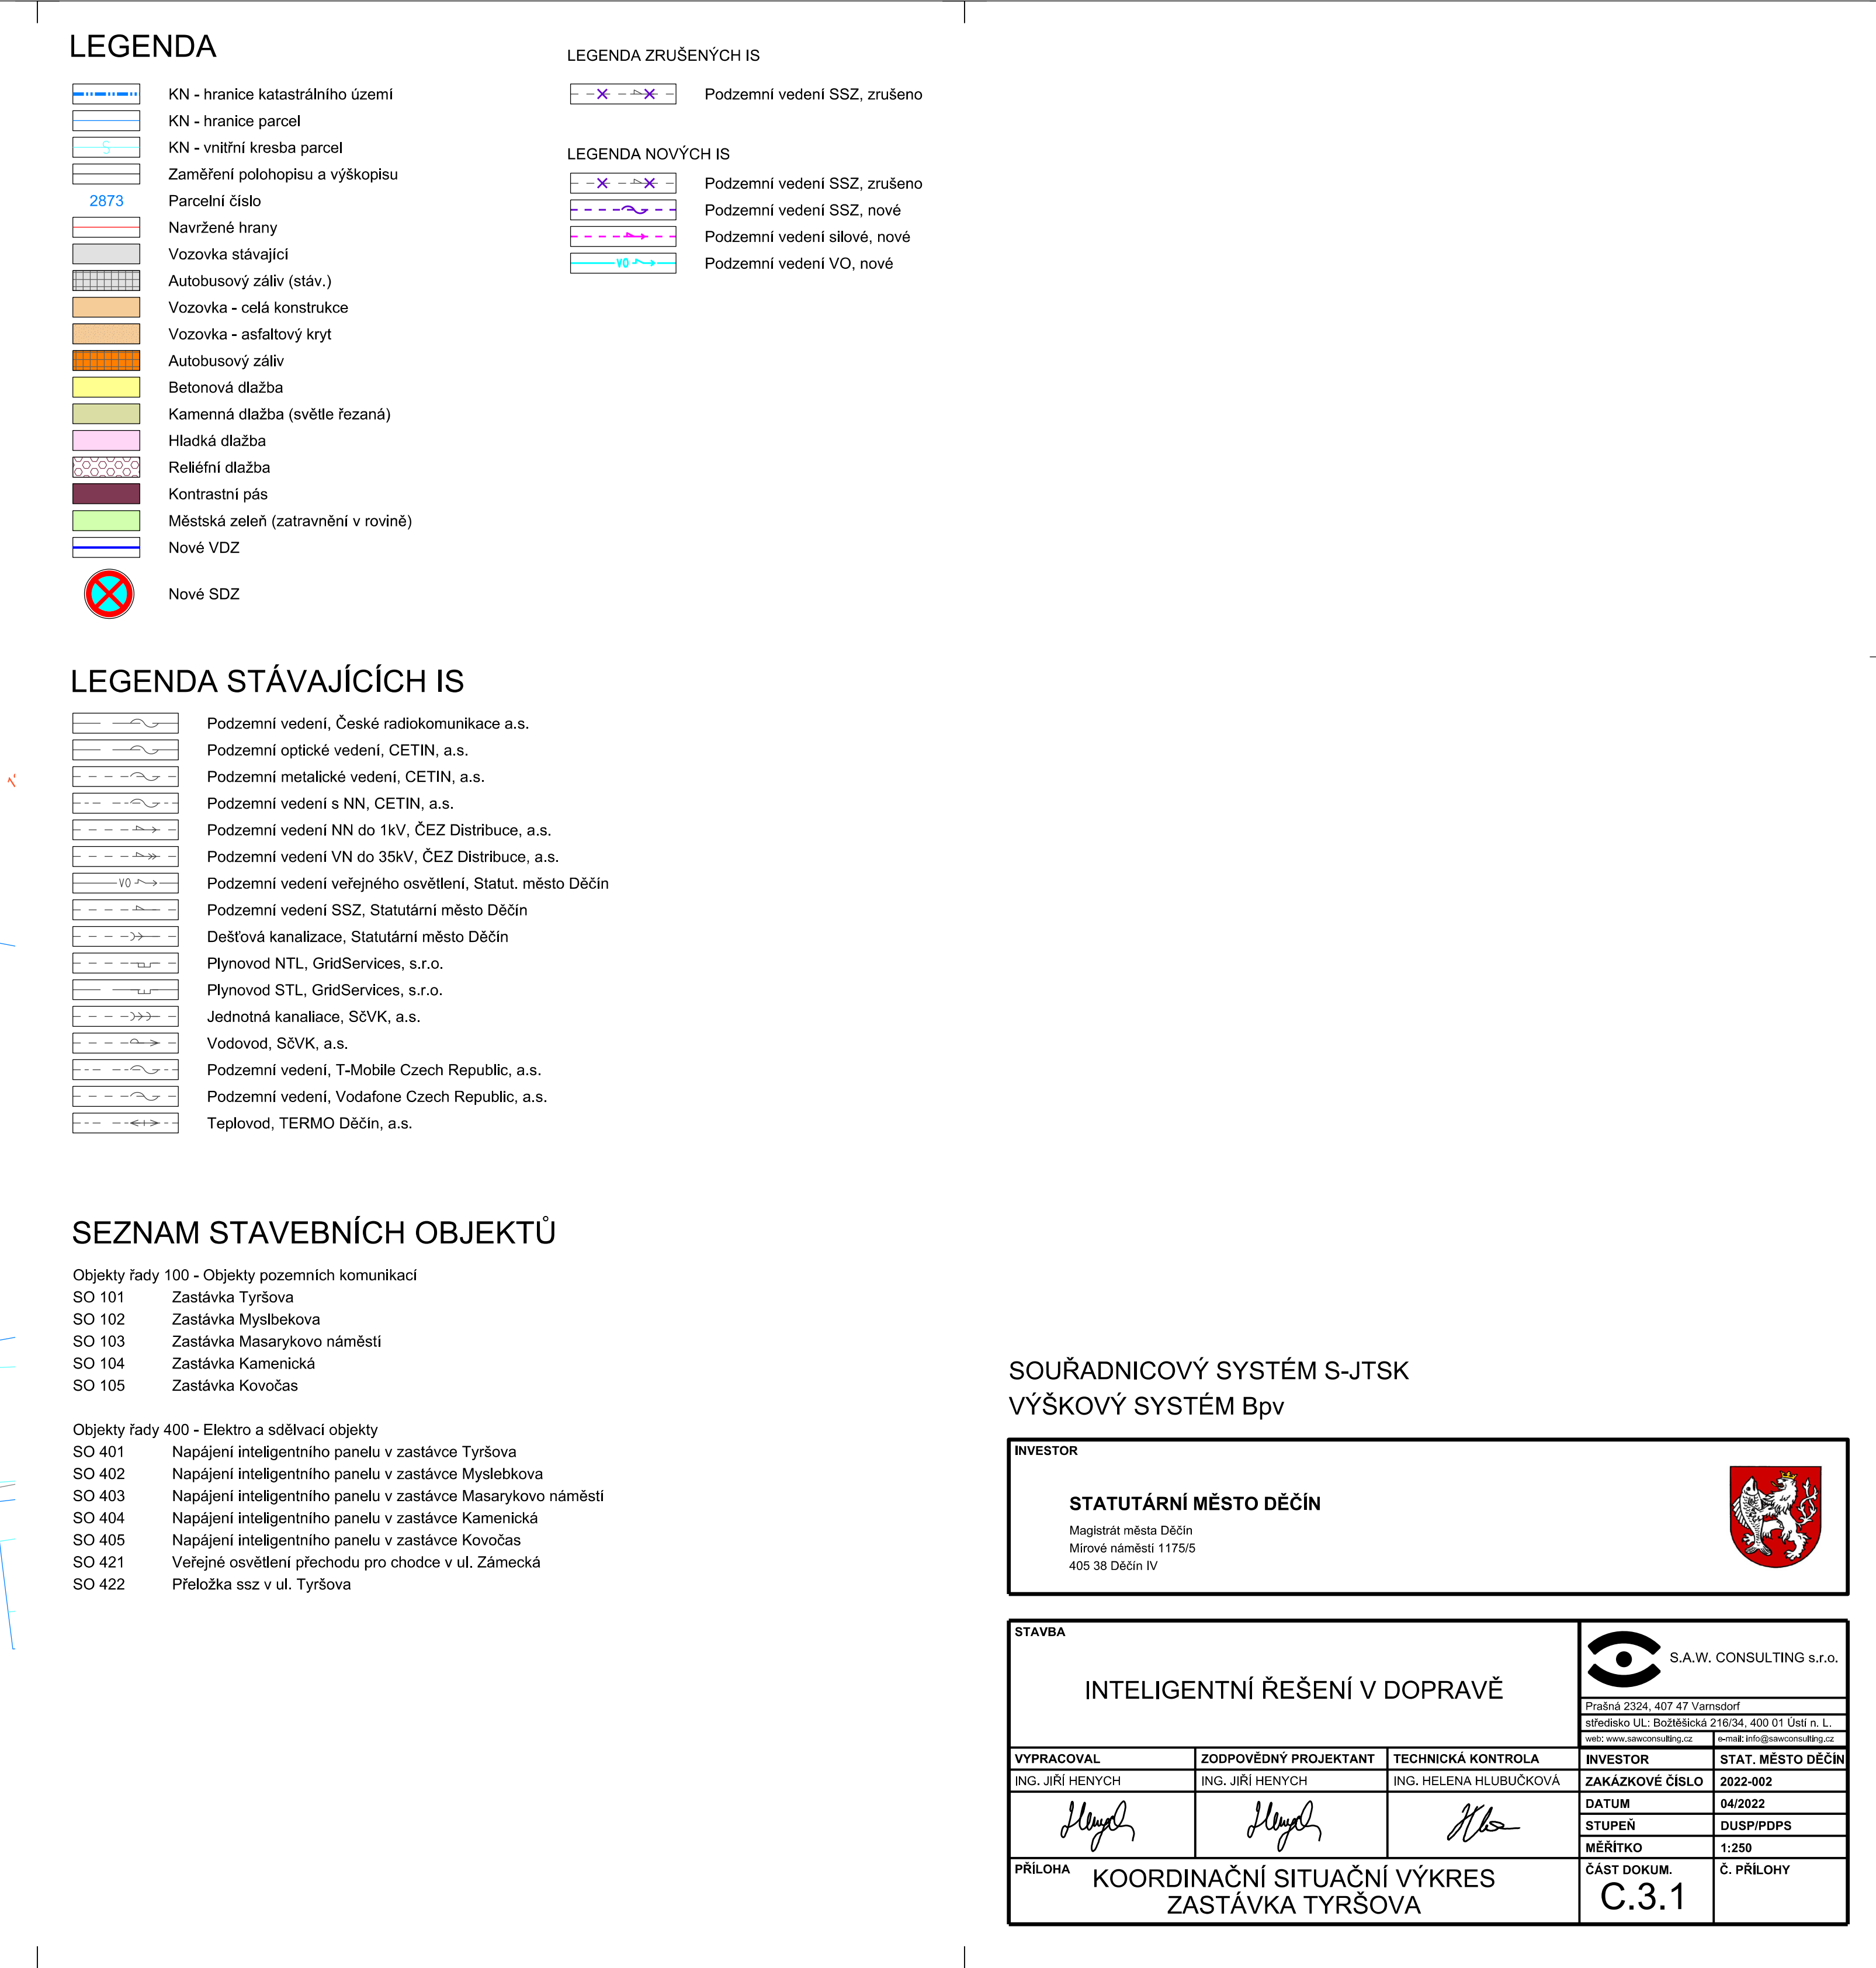 LEGENDA
KN - hranice katastrálního území
KN - hranice parcel
S
KN - vnitřní kresba parcel
Zaměření polohopisu a výškopisu
2873 Parcelní číslo
Navržené hrany
Vozovka stávající
Autobusový záliv (stáv.)
Vozovka - celá konstrukce
Vozovka - asfaltový kryt
Autobusový záliv
Betonová dlažba
Kamenná dlažba (světle řezaná)
Hladká dlažba
Reliéfní dlažba
Kontrastní pás
Městská zeleň (zatravnění v rovině)
Nové VDZ
Nové SDZ
LEGENDA ZRUŠENÝCH IS
Podzemní vedení SSZ, zrušeno
LEGENDA NOVÝCH IS
Podzemní vedení SSZ, zrušeno
Podzemní vedení SSZ, nové
Podzemní vedení silové, nové
VO Podzemní vedení VO, nové
LEGENDA STÁVAJÍCÍCH IS
Podzemní vedení, České radiokomunikace a.s.
Podzemní optické vedení, CETIN, a.s.
Podzemní metalické vedení, CETIN, a.s.
Podzemní vedení s NN, CETIN, a.s.
Podzemní vedení NN do 1kV, ČEZ Distribuce, a.s.
Podzemní vedení VN do 35kV, ČEZ Distribuce, a.s.
VO Podzemní vedení veřejného osvětlení, Statut. město Děčín
Podzemní vedení SSZ, Statutární město Děčín
Dešťová kanalizace, Statutární město Děčín
Plynovod NTL, GridServices, s.r.o.
Plynovod STL, GridServices, s.r.o.
Jednotná kanaliace, SčVK, a.s.
Vodovod, SčVK, a.s.
Podzemní vedení, T-Mobile Czech Republic, a.s.
Podzemní vedení, Vodafone Czech Republic, a.s.
Teplovod, TERMO Děčín, a.s.
SEZNAM STAVEBNÍCH OBJEKTŮ
Objekty řady 100 - Objekty pozemních komunikací
SO 101 Zastávka Tyršova
SO 102 Zastávka Myslbekova
SO 103 Zastávka Masarykovo náměstí
SO 104 Zastávka Kamenická
SO 105 Zastávka Kovočas
Objekty řady 400 - Elektro a sdělvací objekty
SO 401 Napájení inteligentního panelu v zastávce Tyršova
SO 402 Napájení inteligentního panelu v zastávce Myslebkova
SO 403 Napájení inteligentního panelu v zastávce Masarykovo náměstí
SO 404 Napájení inteligentního panelu v zastávce Kamenická
SO 405 Napájení inteligentního panelu v zastávce Kovočas
SO 421 Veřejné osvětlení přechodu pro chodce v ul. Zámecká
SO 422 Přeložka ssz v ul. Tyršova
SOUŘADNICOVÝ SYSTÉM S-JTSK
VÝŠKOVÝ SYSTÉM Bpv
INVESTOR
STATUTÁRNÍ MĚSTO DĚČÍN
Magistrát města Děčín
Mírové náměstí 1175/5
405 38 Děčín IV
STAVBA
INTELIGENTNÍ ŘEŠENÍ V DOPRAVĚ
S.A.W. CONSULTING s.r.o.
Prašná 2324, 407 47 Varnsdorf
středisko UL: Božtěšická 216/34, 400 01 Ústí n. L.
web: www.sawconsulting.cz e-mail: info@sawconsulting.cz
VYPRACOVAL ZODPOVĚDNÝ PROJEKTANT TECHNICKÁ KONTROLA
ING. JIŘÍ HENYCH ING. JIŘÍ HENYCH ING. HELENA HLUBUČKOVÁ
INVESTOR STAT. MĚSTO DĚČÍN
ZAKÁZKOVÉ ČÍSLO 2022-002
DATUM 04/2022
STUPEŇ DUSP/PDPS
MĚŘÍTKO 1:250
PŘÍLOHA
KOORDINAČNÍ SITUAČNÍ VÝKRES
ZASTÁVKA TYRŠOVA
ČÁST DOKUM. Č. PŘÍLOHY
C.3.1